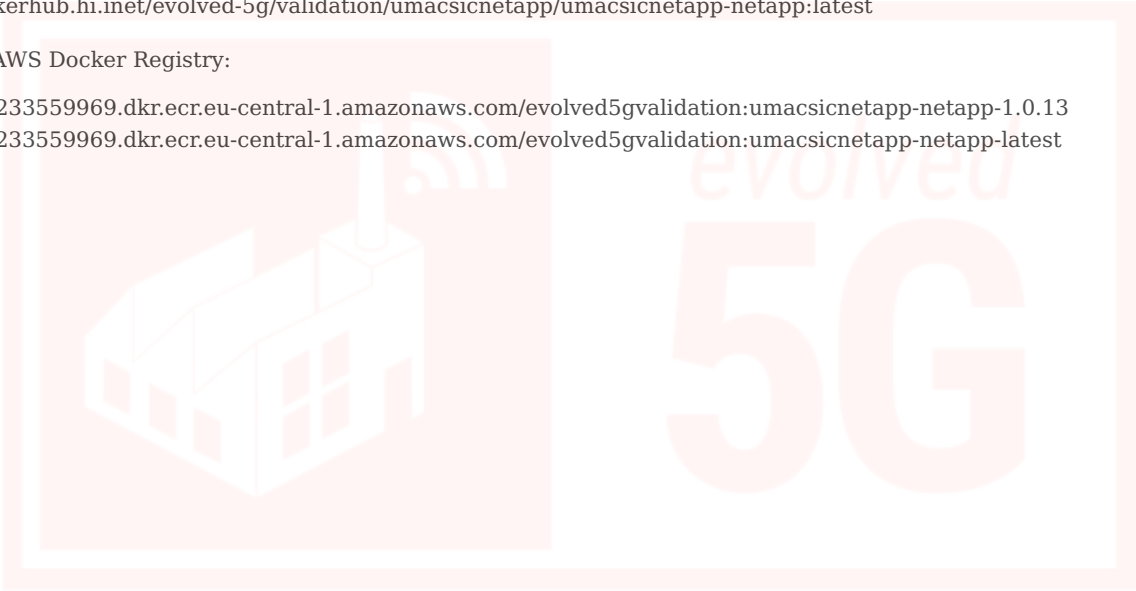 kerhub.hi.inet/evolved-5g/validation/umacsicnetapp/umacsicnetapp-netapp:latest
AWS Docker Registry:
233559969.dkr.ecr.eu-central-1.amazonaws.com/evolved5gvalidation:umacsicnetapp-netapp-1.0.13
233559969.dkr.ecr.eu-central-1.amazonaws.com/evolved5gvalidation:umacsicnetapp-netapp-latest
evolved
5G